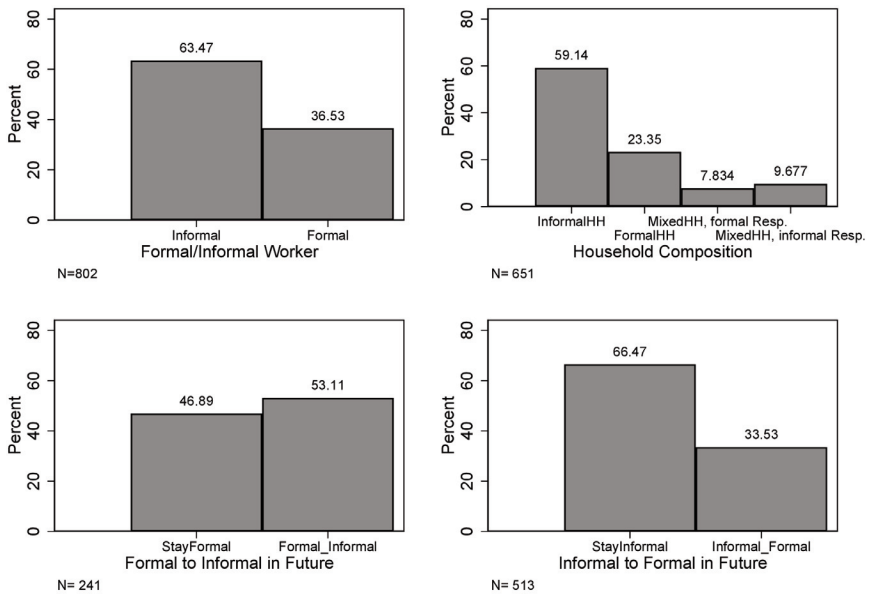 Percent
80
60
40
20
0
63.47
36.53
Informal
Formal
Formal/Informal Worker
N=802
Percent
80
60
40
20
0
59.14
23.35
7.834
9.677
InformalHH
MixedHH, formal Resp.
FormalHH
MixedHH, informal Resp.
Household Composition
N= 651
Percent
80
60
40
20
0
46.89
53.11
StayFormal
Formal_Informal
Formal to Informal in Future
N= 241
Percent
80
60
40
20
0
66.47
33.53
StayInformal
Informal_Formal
Informal to Formal in Future
N= 513